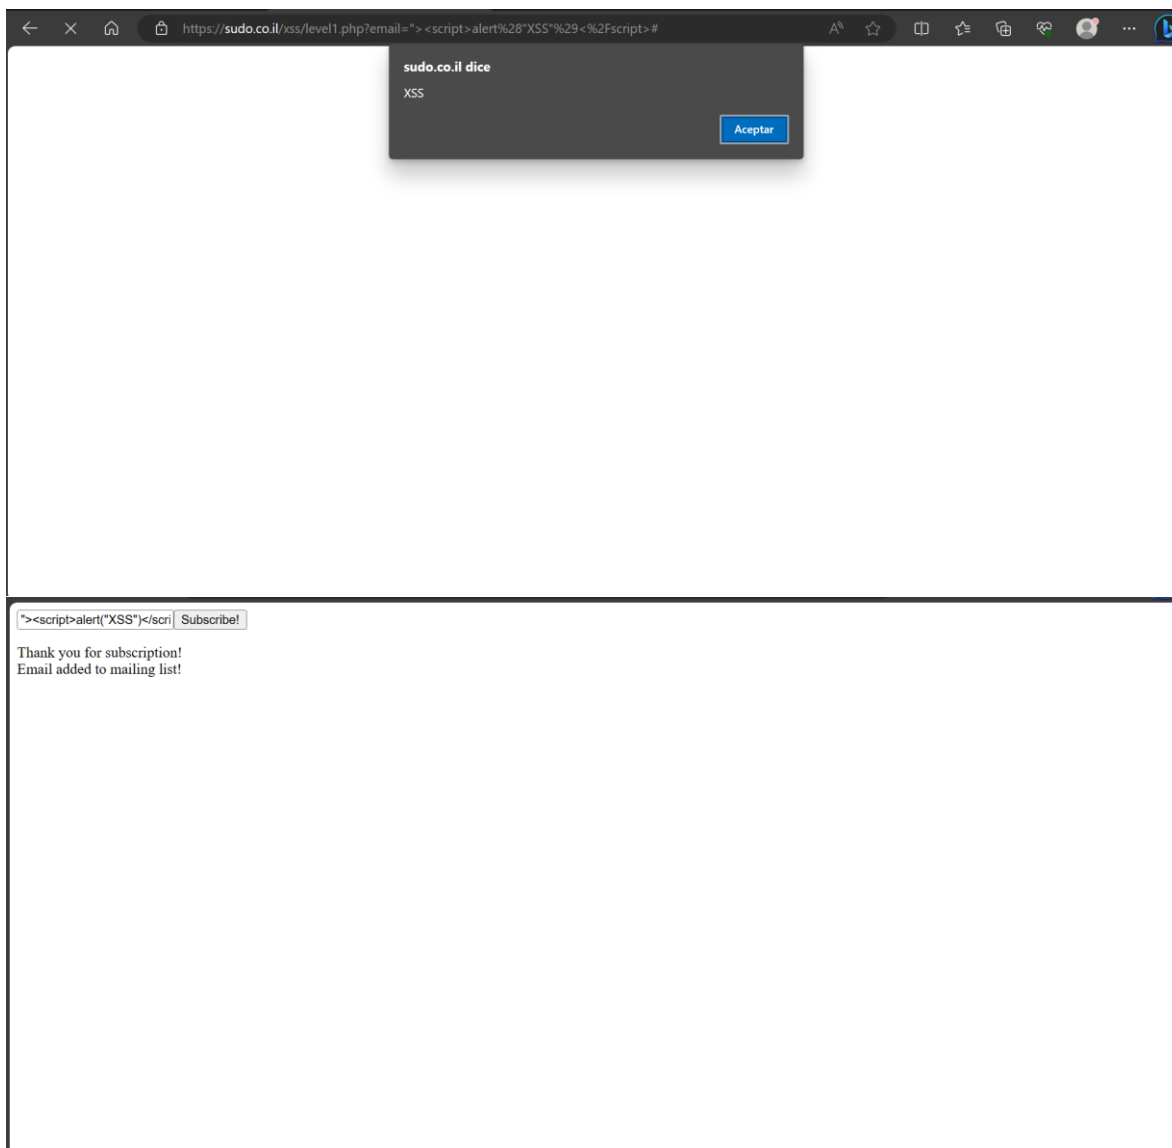 https://sudo.co.il/xss/level1.php?email="><script>alert%28"XSS"%29<%2Fscript>#
sudo.co.il dice
XSS
Aceptar
"><script>alert("XSS")</scri Subscribe!
Thank you for subscription!
Email added to mailing list!